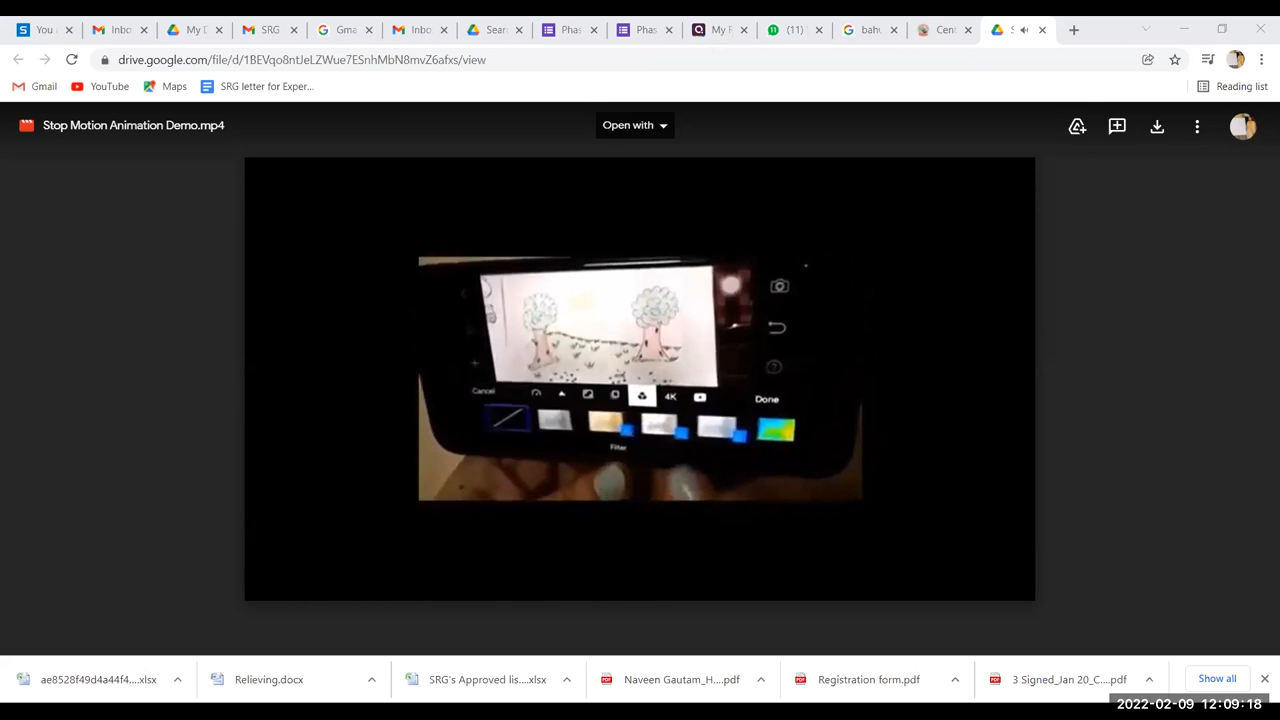 You
Inbo
My D
SRG
Gm
Inbo
Sear
Phas
Phas
My F
(11)
bahu
Cent
S
drive.google.com/file/d/1BEVqo8ntJeLZWue7ESnhMbN8mvZ6afxs/view
Gmail
YouTube
Maps
SRG letter for Exper...
Reading list
Stop Motion Animation Demo.mp4
Open with
Cancel
4K
Done
Filter
ae8528f49d4a44f4....xlsx
Relieving.docx
SRG's Approved lis....xlsx
Naveen Gautam_H....pdf
Registration form.pdf
3 Signed_Jan 20_C....pdf
Show all
2022-02-09 12:09:18